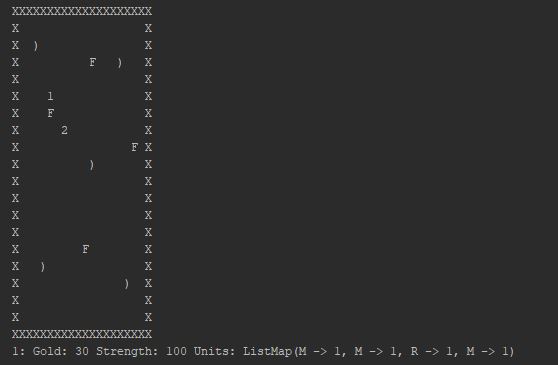 XXXXXXXXXXXXXXXXXXXX
X                  X
X  )               X
X          F   )   X
X                  X
X    1             X
X    F             X
X      2           X
X                F X
X          )       X
X                  X
X                  X
X                  X
X                  X
X         F        X
X   )              X
X               )  X
X                  X
X                  X
XXXXXXXXXXXXXXXXXXXX
1: Gold: 30 Strength: 100 Units: ListMap(M -> 1, M -> 1, R -> 1, M -> 1)